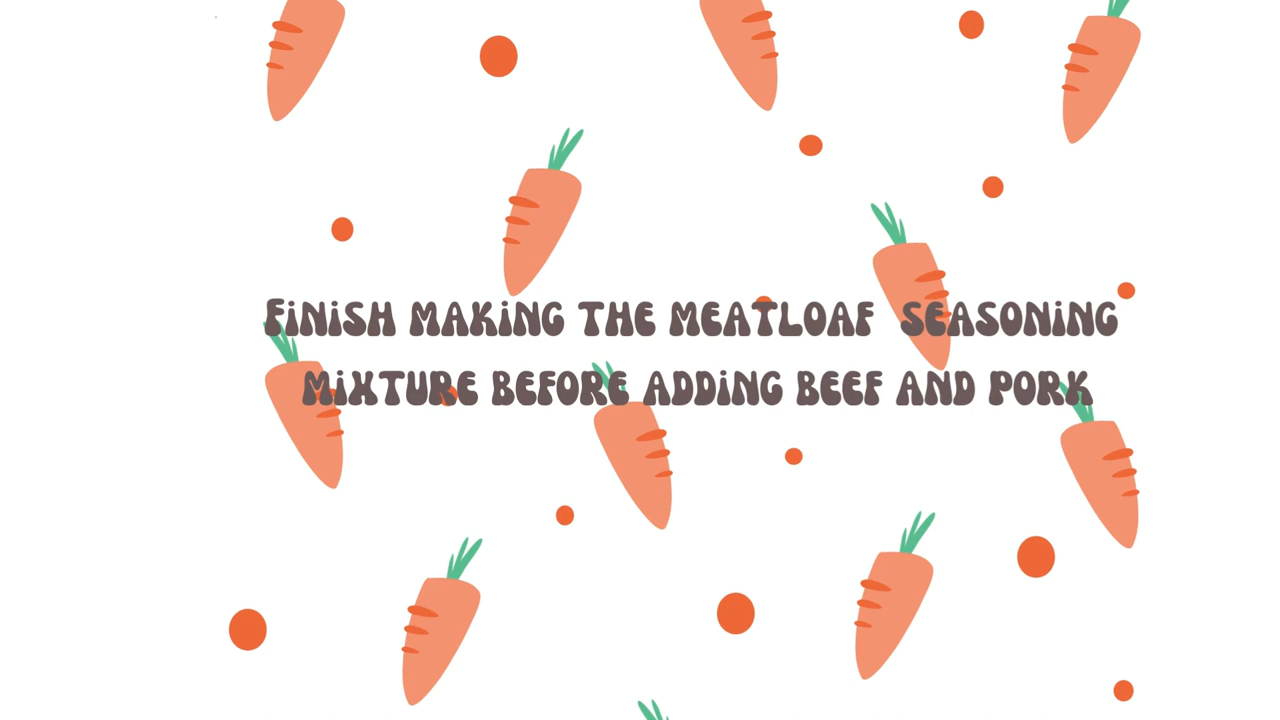 FiNiSH MAKiNG THE MEATLOAF  SEASONiNG
MiXTURE BEFORE ADDiNG BEEF AND PORK